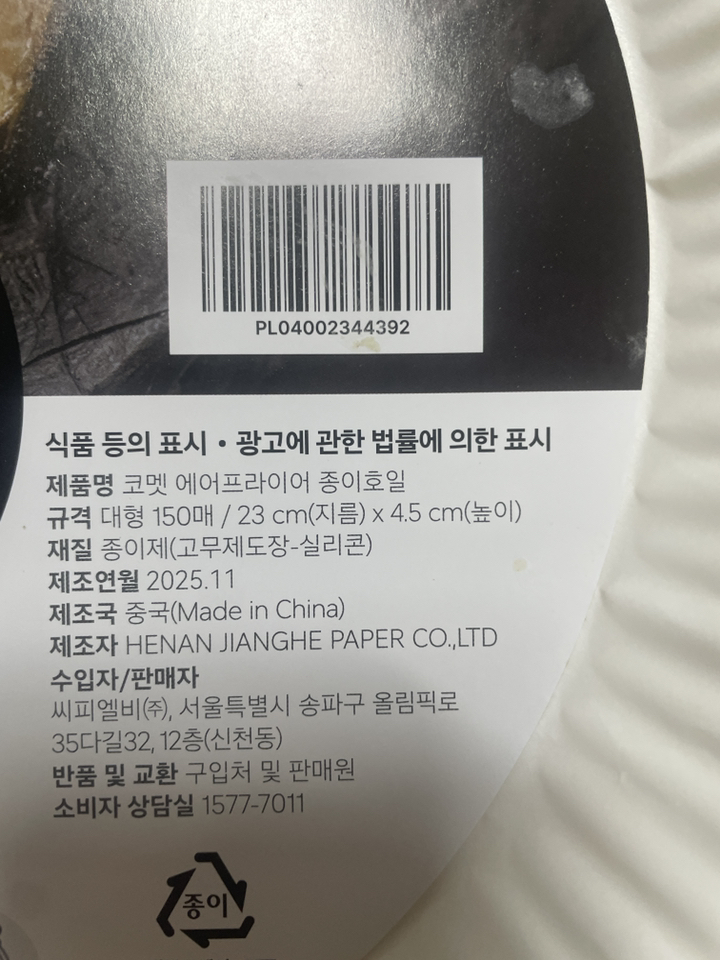 PL04002344392
식품 등의 표시 • 광고에 관한 법률에 의한 표시
제품명 코멧 에어프라이어 종이호일
규격 대형 150매 / 23 cm(지름) x 4.5 cm(높이)
재질 종이제(고무제도장-실리콘)
제조연월 2025.11
제조국 중국(Made in China)
제조자 HENAN JIANGHE PAPER CO.,LTD
수입자/판매자
씨피엘비㈜, 서울특별시 송파구 올림픽로
35다길32, 12층(신천동)
반품 및 교환 구입처 및 판매원
소비자 상담실 1577-7011
종이